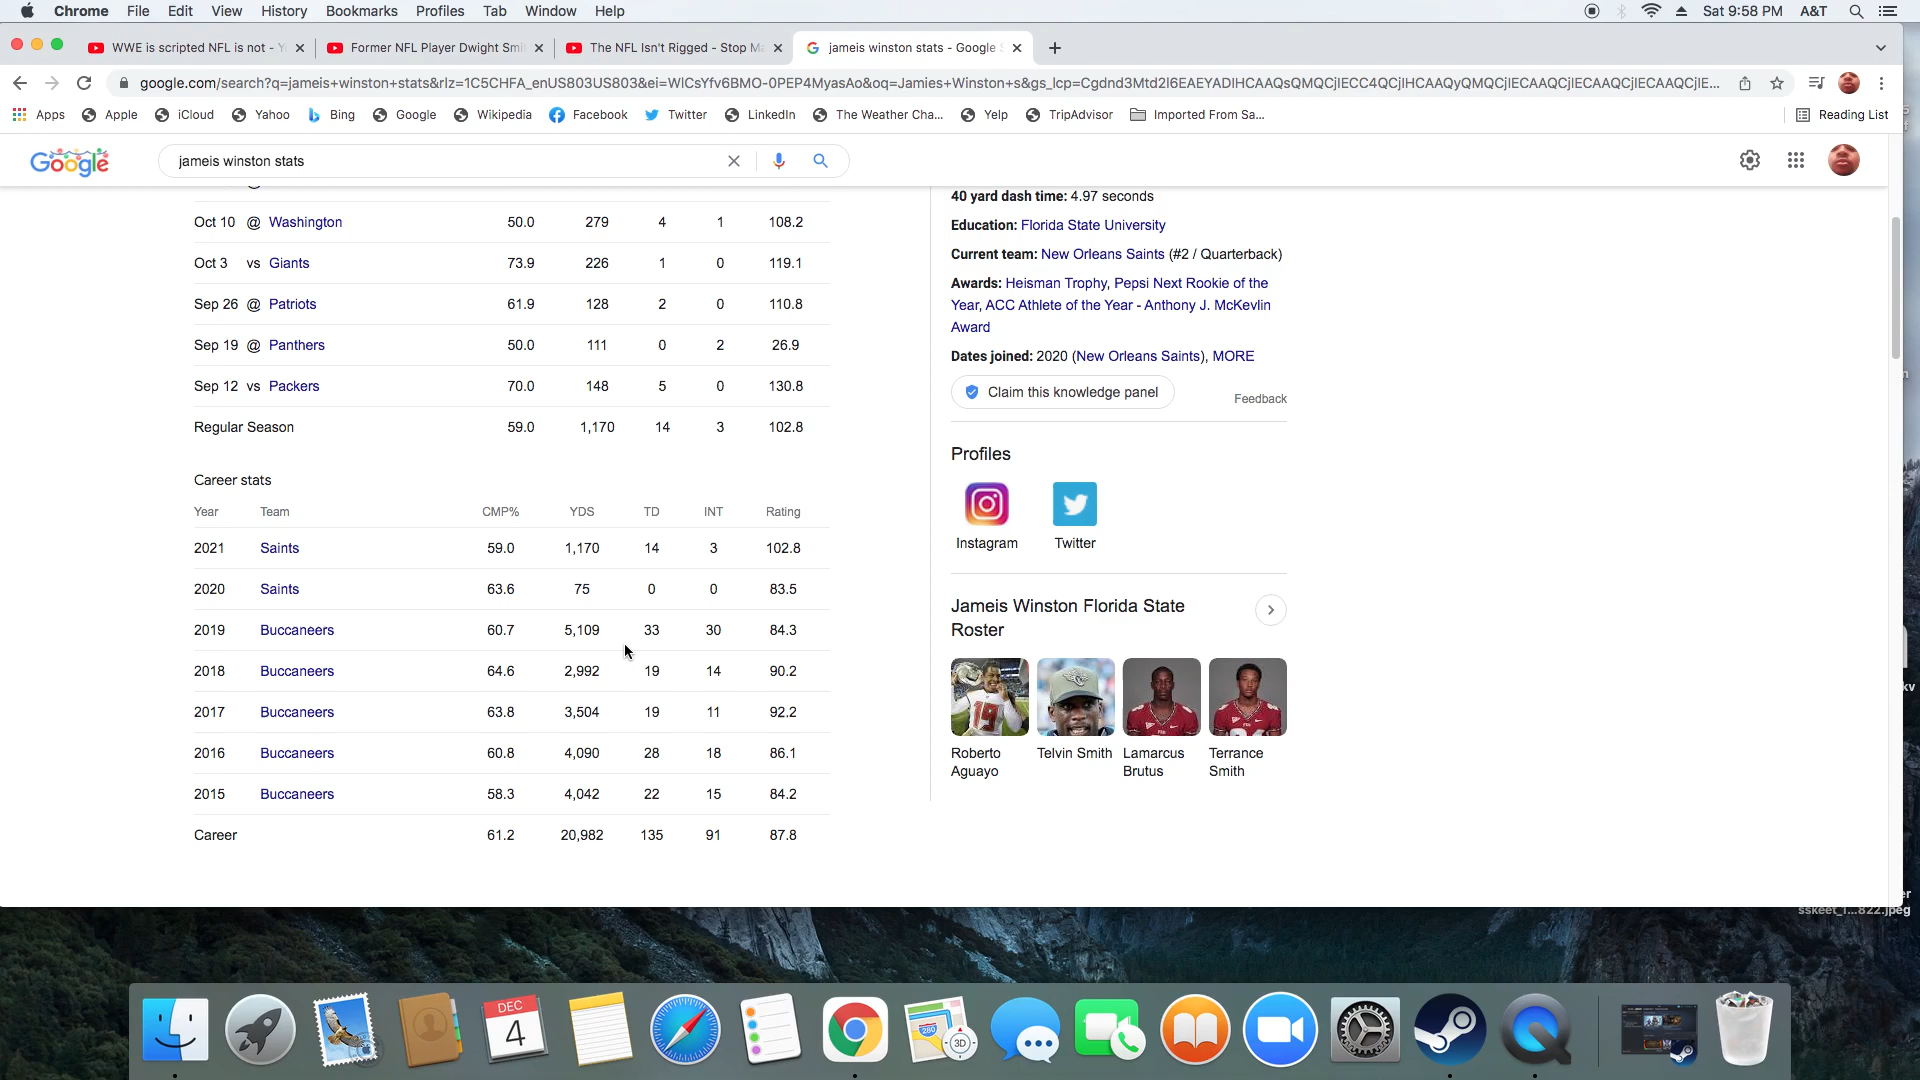 Chrome File Edit View History Bookmarks Profiles Tab Window Help Sat 9:58 PM A&T
WWE is scripted NFL is not - Former NFL Player Dwight Smi The NFL Isn't Rigged - Stop Ma jameis winston stats - Google
google.com/search?q=jameis+winston+stats&rlz=1C5CHFA_enUS803US803&ei=WlCsYfv6BMO-0PEP4MyasAo&oq=Jamies+Winston+s&gs_lcp=Cgdnd3Mtd2l6EAEYADIHCAAQsQMQCjIECC4QCjIHCAAQyQMQCjIECAAQCjIECAAQCjIECAAQCjIE...
Apps Apple iCloud Yahoo Bing Google Wikipedia Facebook Twitter LinkedIn The Weather Cha... Yelp TripAdvisor Imported From Sa... Reading List
Google jameis winston stats
Oct 10 @ Washington 50.0 279 4 1 108.2
Oct 3 vs Giants 73.9 226 1 0 119.1
Sep 26 @ Patriots 61.9 128 2 0 110.8
Sep 19 @ Panthers 50.0 111 0 2 26.9
Sep 12 vs Packers 70.0 148 5 0 130.8
Regular Season 59.0 1,170 14 3 102.8
Career stats
Year Team CMP% YDS TD INT Rating
2021 Saints 59.0 1,170 14 3 102.8
2020 Saints 63.6 75 0 0 83.5
2019 Buccaneers 60.7 5,109 33 30 84.3
2018 Buccaneers 64.6 2,992 19 14 90.2
2017 Buccaneers 63.8 3,504 19 11 92.2
2016 Buccaneers 60.8 4,090 28 18 86.1
2015 Buccaneers 58.3 4,042 22 15 84.2
Career 61.2 20,982 135 91 87.8
40 yard dash time: 4.97 seconds
Education: Florida State University
Current team: New Orleans Saints (#2 / Quarterback)
Awards: Heisman Trophy, Pepsi Next Rookie of the
Year, ACC Athlete of the Year - Anthony J. McKevlin
Award
Dates joined: 2020 (New Orleans Saints), MORE
Claim this knowledge panel
Feedback
Profiles
Instagram Twitter
Jameis Winston Florida State
Roster
19
Roberto Telvin Smith Lamarcus Terrance
Aguayo Brutus Smith
822.jpeg
DEC
4
280
3D